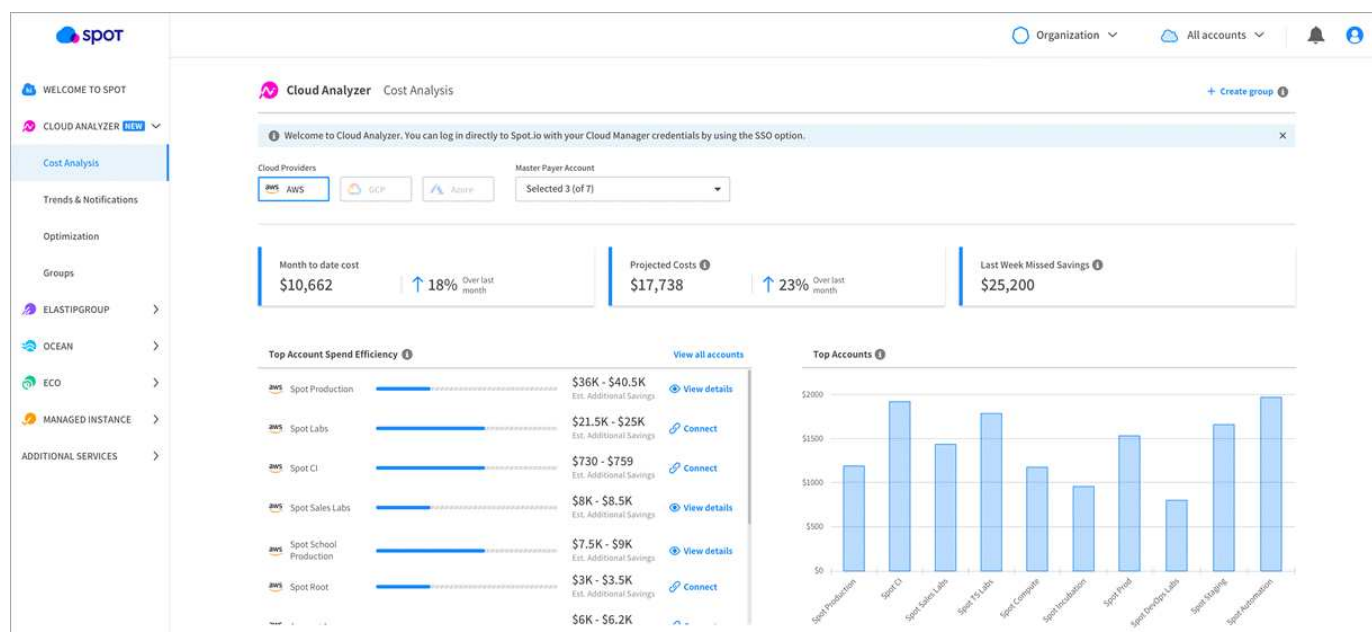 spot
Organization
All accounts
hi.
WELCOME TO SPOT
CLOUD ANALYZER NEW
Cost Analysis
Trends & Notifications
Optimization
Groups
ELASTIPGROUP
OCEAN
ECO
MANAGED INSTANCE
ADDITIONAL SERVICES
Cloud Analyzer Cost Analysis
+ Create group
Welcome to Cloud Analyzer. You can log in directly to Spot.io with your Cloud Manager credentials by using the SSO option.
Cloud Providers
Master Payer Account
aws AWS
GCP
Azure
Selected 3 (of 7)
Month to date cost
$10,662
18% Over last month
Projected Costs
$17,738
23% Over last month
Last Week Missed Savings
$25,200
Top Account Spend Efficiency
View all accounts
aws Spot Production $36K - $40.5K View details
Est. Additional Savings
aws Spot Labs $21.5K - $25K Connect
Est. Additional Savings
aws Spot CI $730 - $759 Connect
Est. Additional Savings
aws Spot Sales Labs $8K - $8.5K View details
Est. Additional Savings
aws Spot School Production $7.5K - $9K View details
Est. Additional Savings
aws Spot Root $3K - $3.5K Connect
Est. Additional Savings
$6K - $6.2K
Top Accounts
$2000
$1500
$1000
$500
$0
Spot Production
Spot CI
Spot Sales Labs
Spot TS Labs
Spot Compute
Spot Incubation
Spot Prod
Spot DevOps Labs
Spot Staging
Spot Automation